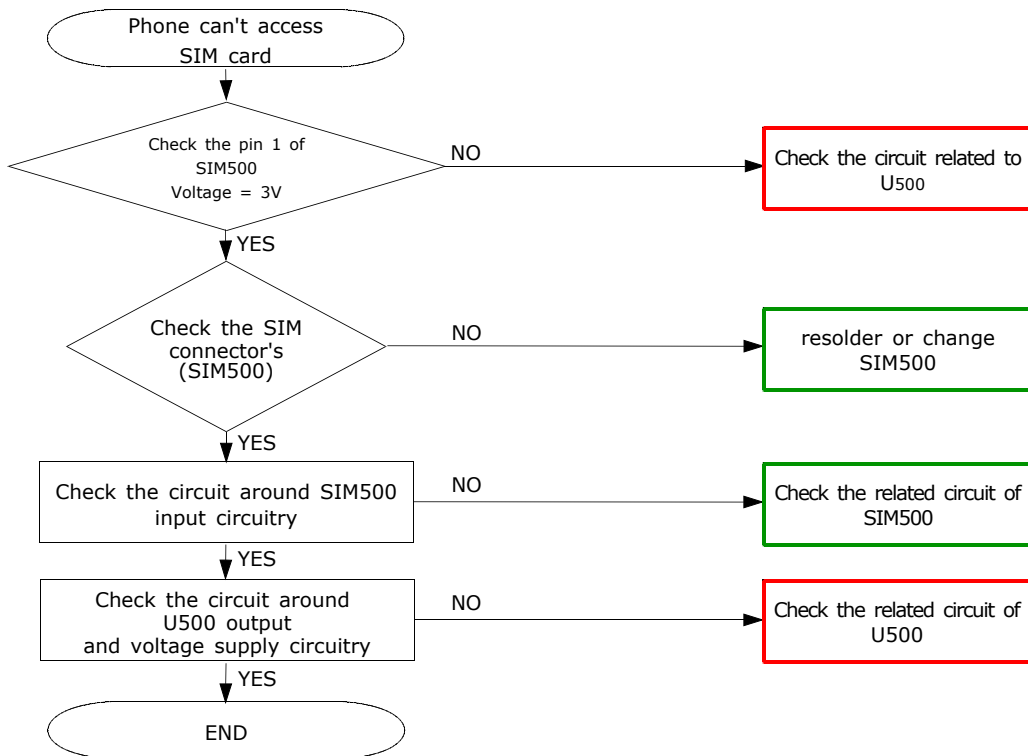 Phone can't access
SIM card
Check the pin 1 of
SIM500
Voltage = 3V
NO
Check the circuit related to
U500
YES
Check the SIM
connector's
(SIM500)
NO
resolder or change
SIM500
YES
Check the circuit around SIM500
input circuitry
NO
Check the related circuit of
SIM500
YES
Check the circuit around
U500 output
and voltage supply circuitry
NO
Check the related circuit of
U500
YES
END